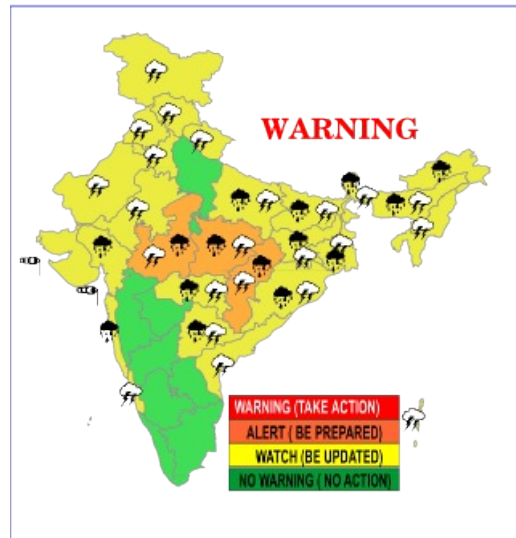 WARNING
WARNING (TAKE ACTION)
ALERT ( BE PREPARED)
WATCH (BE UPDATED)
NO WARNING ( NO ACTION)